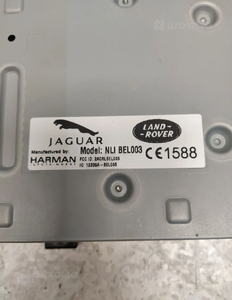 JAGUAR
LAND-
ROVER
Manufactured by:
Model: NLI BEL003
HARMAN
CE1588